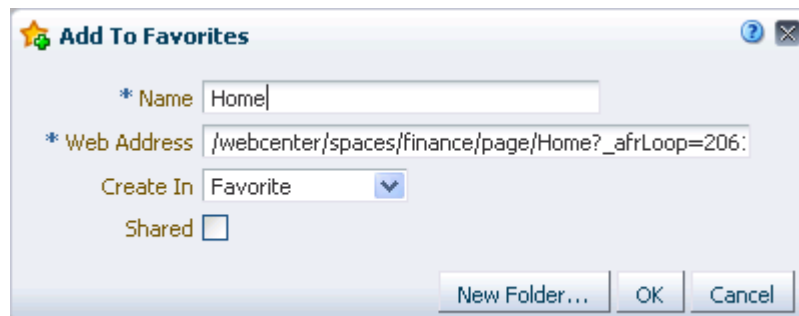 Add To Favorites
* Name Home
* Web Address /webcenter/spaces/finance/page/Home?_afrLoop=206:
Create In Favorite
Shared
New Folder... OK Cancel